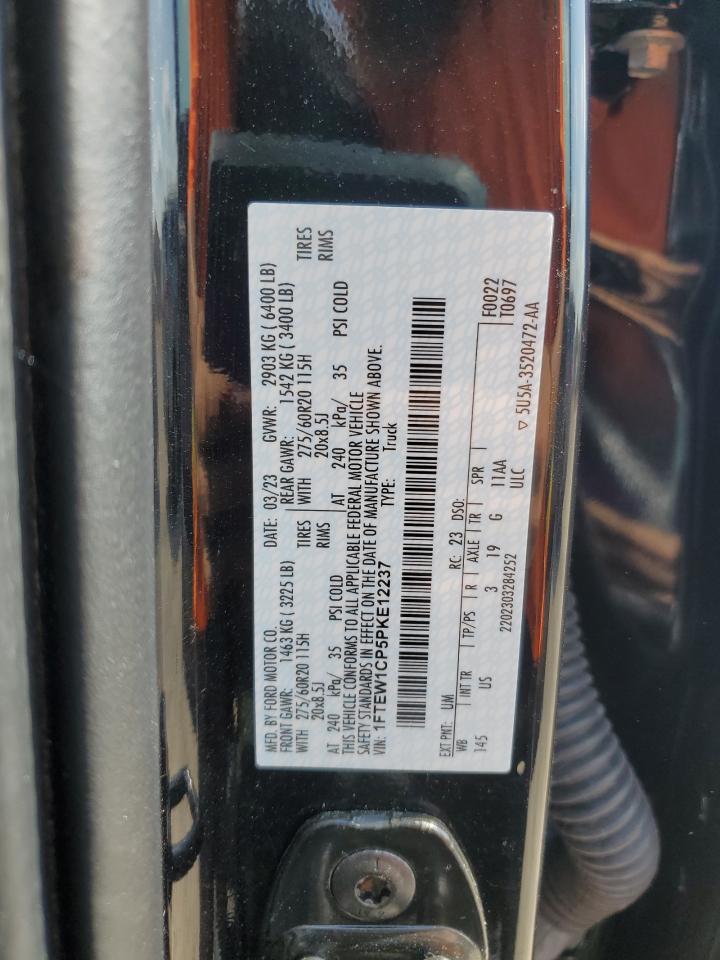 MFD. BY FORD MOTOR CO.
DATE: 03/23 GVWR: 2903 KG ( 6400 LB)
FRONT GAWR: 1463 KG ( 3225 LB) REAR GAWR: 1542 KG ( 3400 LB)
WITH 275/60R20 115H TIRES WITH 275/60R20 115H TIRES
20x8.5J RIMS 20x8.5J RIMS
AT 240 kPa/ 35 PSI COLD AT 240 kPa/ 35 PSI COLD
THIS VEHICLE CONFORMS TO ALL APPLICABLE FEDERAL MOTOR VEHICLE
SAFETY STANDARDS IN EFFECT ON THE DATE OF MANUFACTURE SHOWN ABOVE.
VIN: 1FTEW1CP5PKE12237 TYPE: Truck
EXT PNT: UM RC: 23 DSO:
WB INT TR TP/PS R AXLE TR SPR F0022
145 US 3 19 G 11AA T0697
2202303284252 ULC
▽ 5U5A-3520472-AA